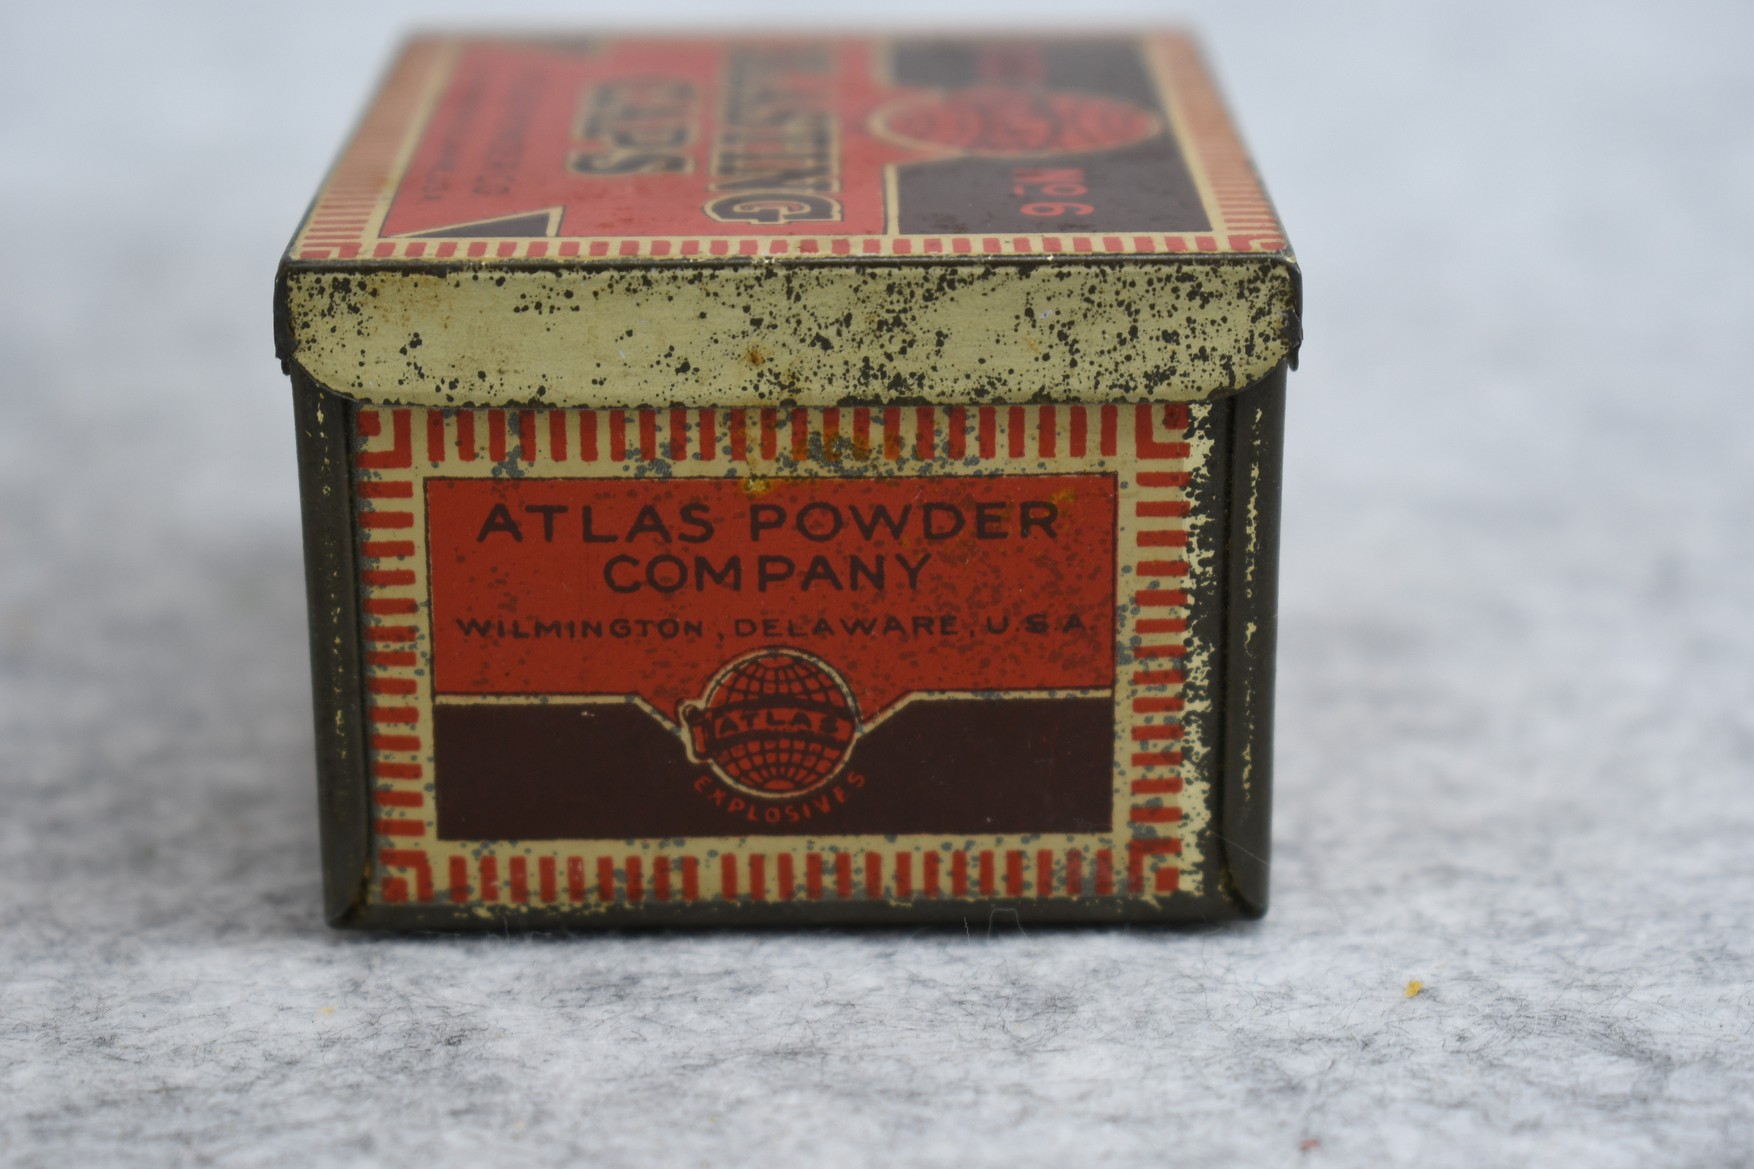 BLASTING
CAPS
No 6
ATLAS POWDER
COMPANY
WILMINGTON, DELAWARE, U.S.A.
ATLAS
EXPLOSIVES